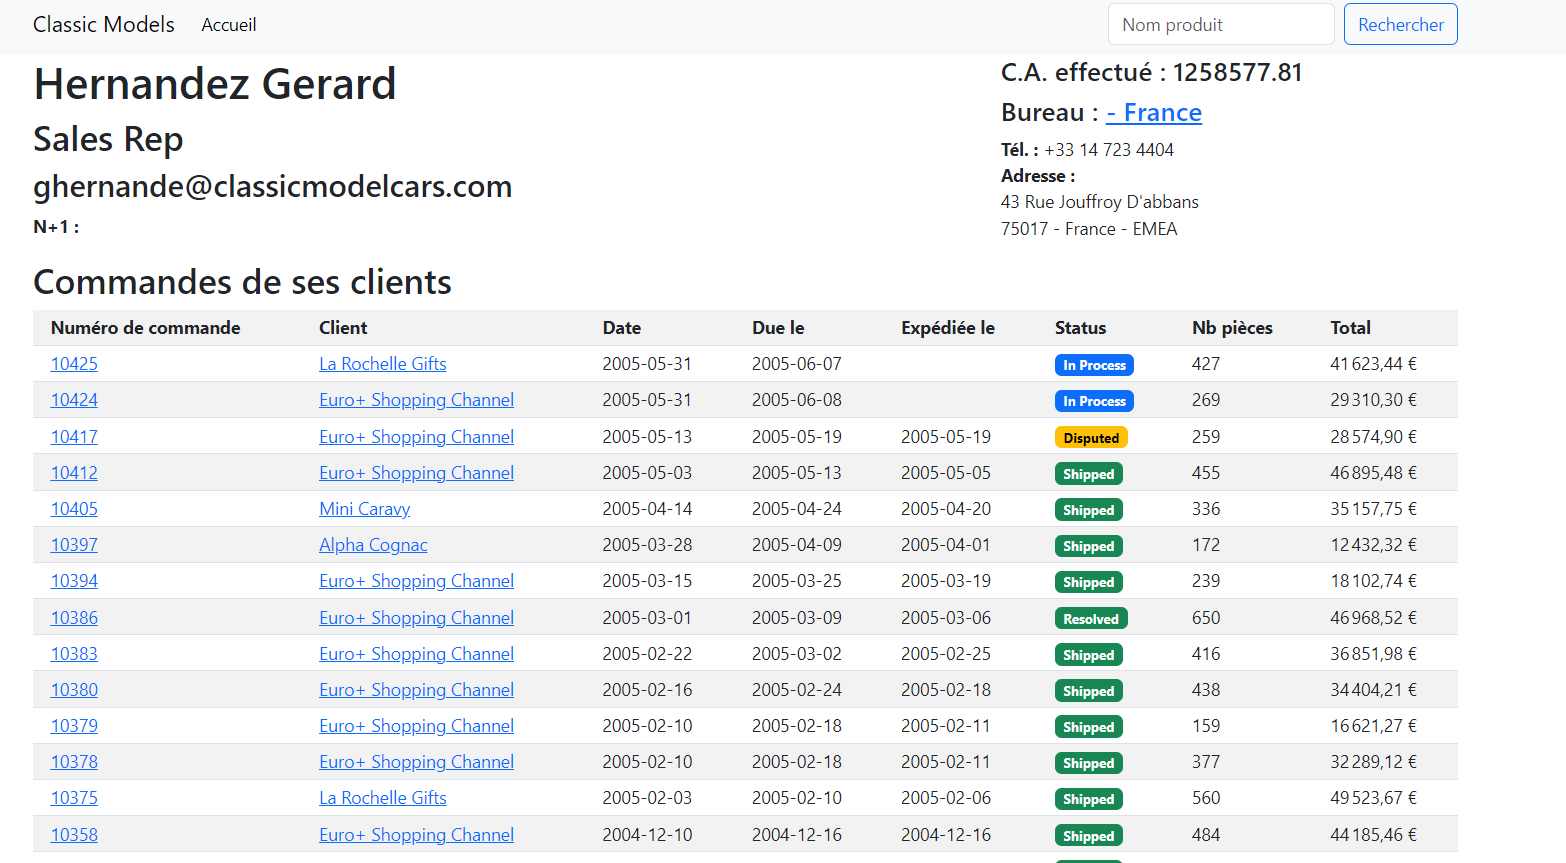 Classic Models Accueil Nom produit Rechercher
Hernandez Gerard
Sales Rep
ghernande@classicmodelcars.com
N+1 :
C.A. effectué : 1258577.81
Bureau : - France
Tél. : +33 14 723 4404
Adresse :
43 Rue Jouffroy D'abbans
75017 - France - EMEA
Commandes de ses clients
Numéro de commande Client Date Due le Expédiée le Status Nb pièces Total
10425 La Rochelle Gifts 2005-05-31 2005-06-07 In Process 427 41 623,44 €
10424 Euro+ Shopping Channel 2005-05-31 2005-06-08 In Process 269 29 310,30 €
10417 Euro+ Shopping Channel 2005-05-13 2005-05-19 2005-05-19 Disputed 259 28 574,90 €
10412 Euro+ Shopping Channel 2005-05-03 2005-05-13 2005-05-05 Shipped 455 46 895,48 €
10405 Mini Caravy 2005-04-14 2005-04-24 2005-04-20 Shipped 336 35 157,75 €
10397 Alpha Cognac 2005-03-28 2005-04-09 2005-04-01 Shipped 172 12 432,32 €
10394 Euro+ Shopping Channel 2005-03-15 2005-03-25 2005-03-19 Shipped 239 18 102,74 €
10386 Euro+ Shopping Channel 2005-03-01 2005-03-09 2005-03-06 Resolved 650 46 968,52 €
10383 Euro+ Shopping Channel 2005-02-22 2005-03-02 2005-02-25 Shipped 416 36 851,98 €
10380 Euro+ Shopping Channel 2005-02-16 2005-02-24 2005-02-18 Shipped 438 34 404,21 €
10379 Euro+ Shopping Channel 2005-02-10 2005-02-18 2005-02-11 Shipped 159 16 621,27 €
10378 Euro+ Shopping Channel 2005-02-10 2005-02-18 2005-02-11 Shipped 377 32 289,12 €
10375 La Rochelle Gifts 2005-02-03 2005-02-10 2005-02-06 Shipped 560 49 523,67 €
10358 Euro+ Shopping Channel 2004-12-10 2004-12-16 2004-12-16 Shipped 484 44 185,46 €